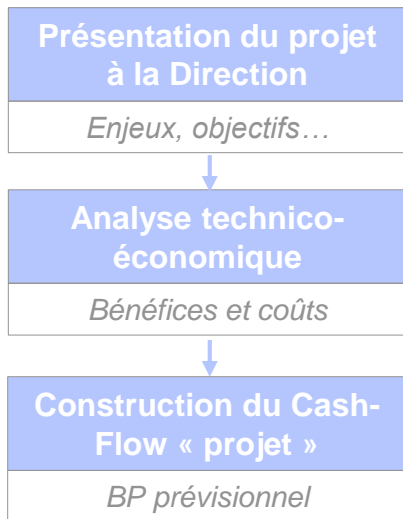 Présentation du projet
à la Direction
Enjeux, objectifs…
Analyse technico-
économique
Bénéfices et coûts
Construction du Cash-
Flow « projet »
BP prévisionnel